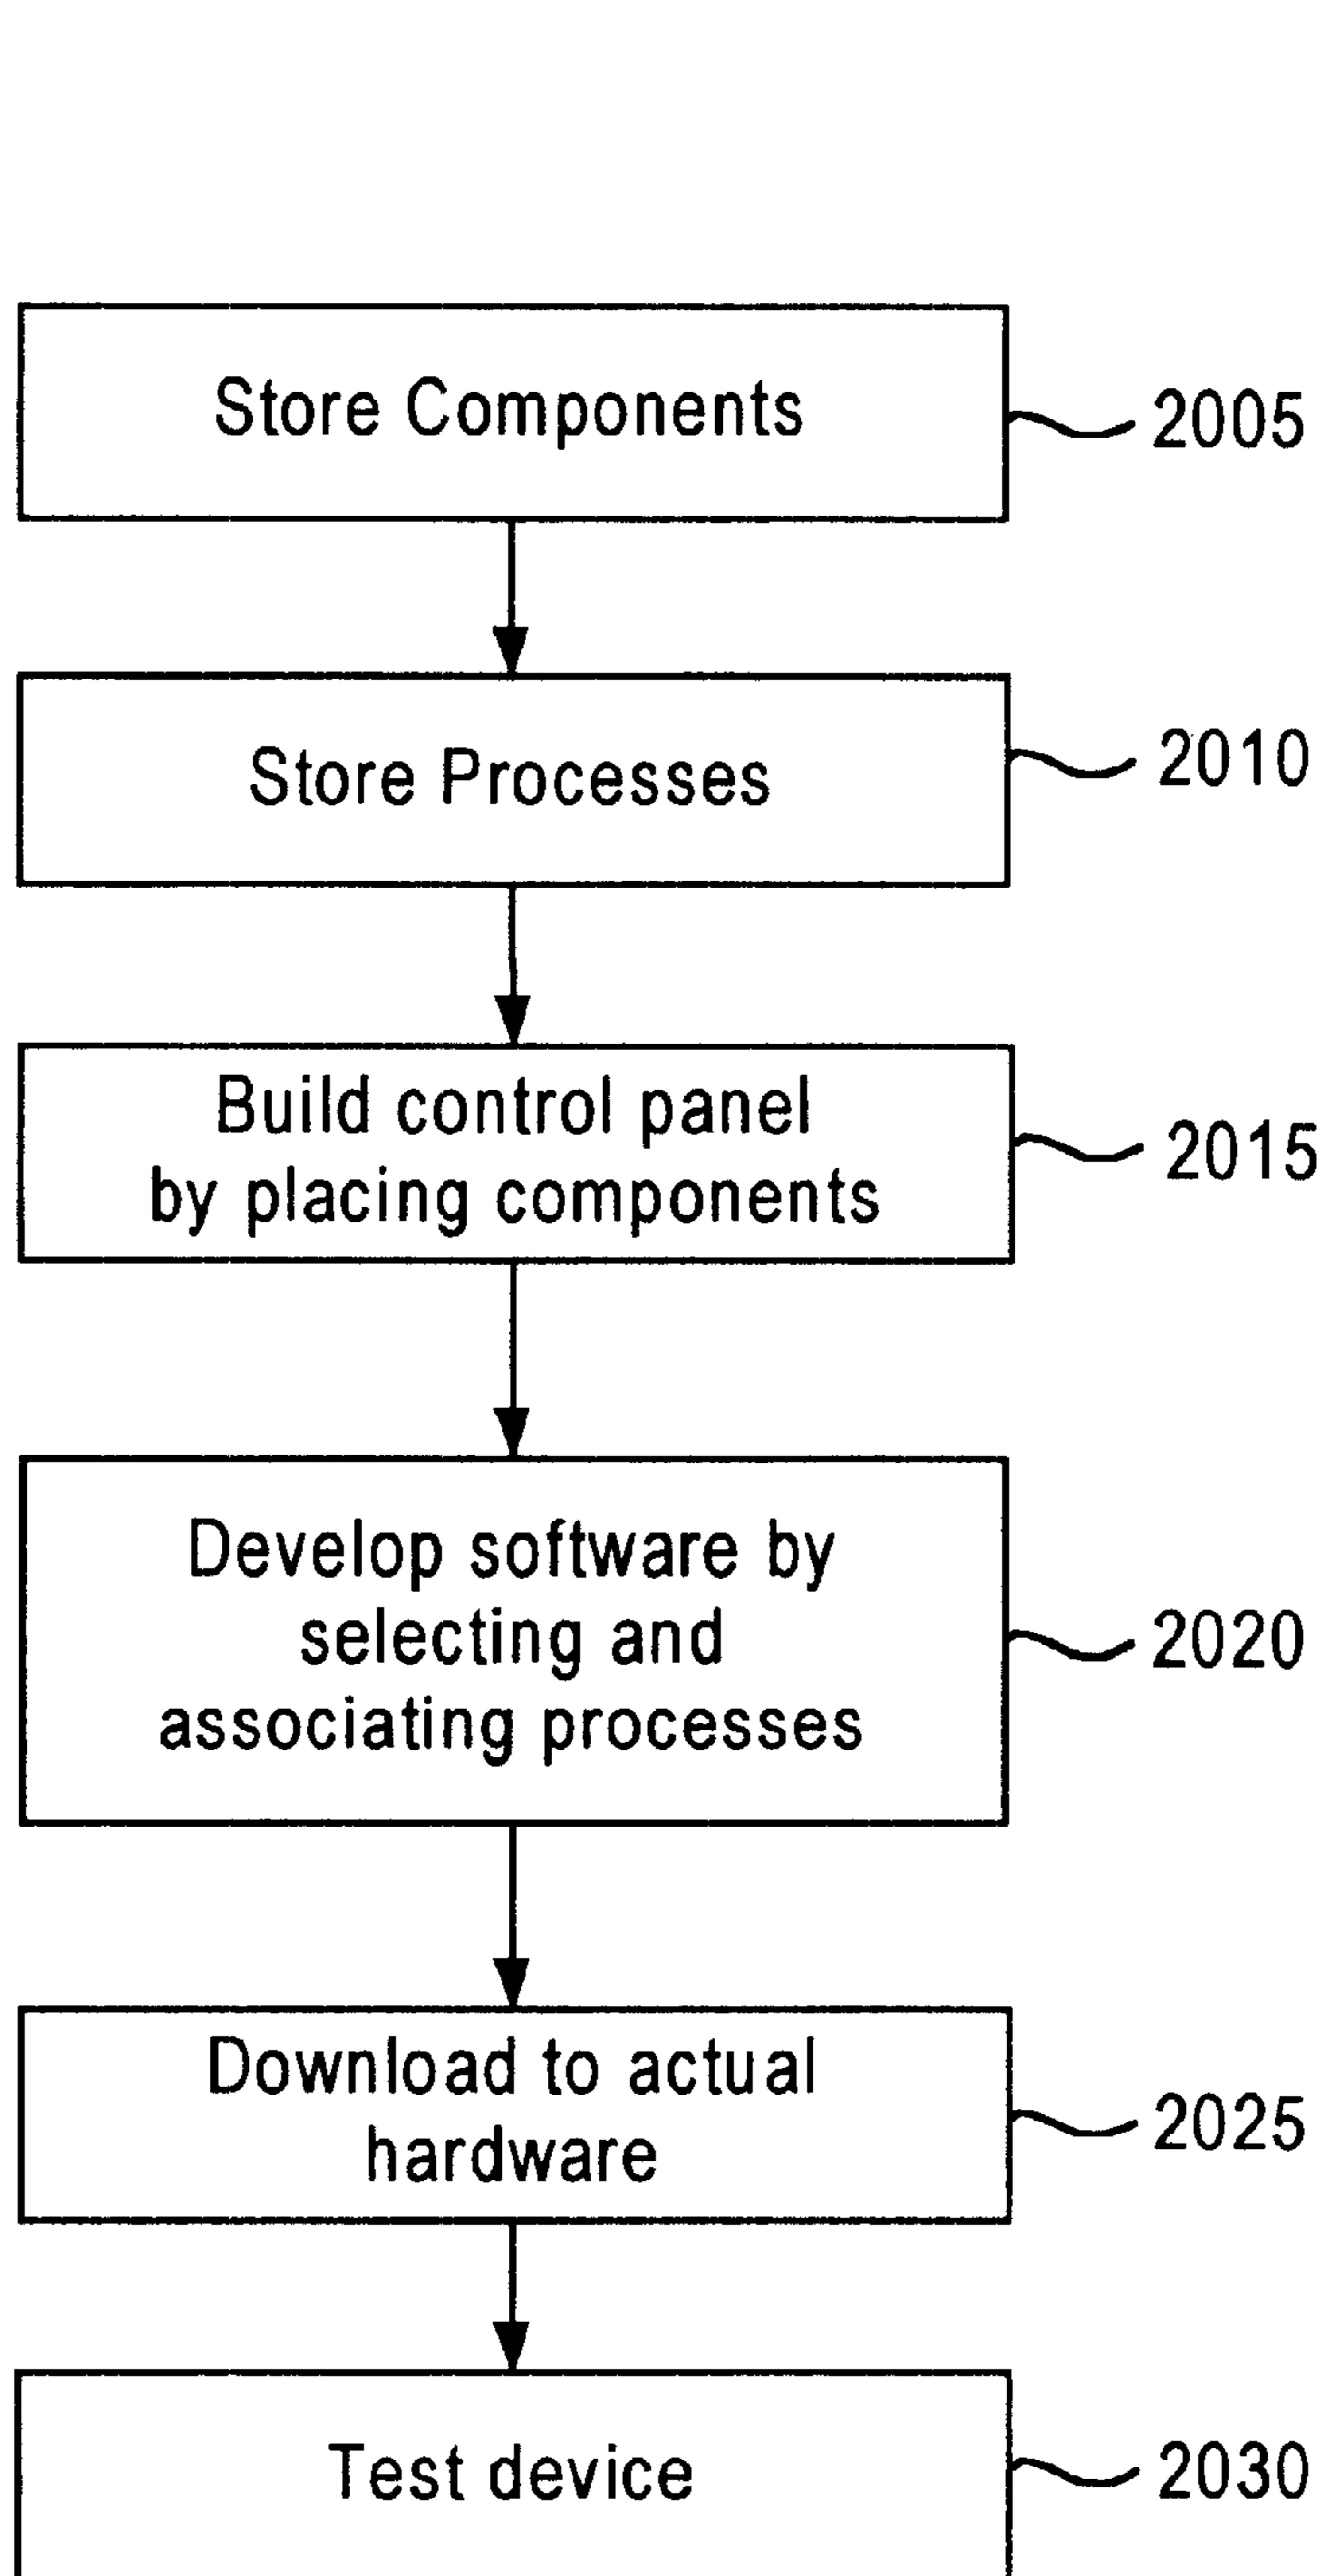 Store Components
2005
Store Processes
2010
Build control panel
by placing components
2015
Develop software by
selecting and
associating processes
2020
Download to actual
hardware
2025
Test device
2030